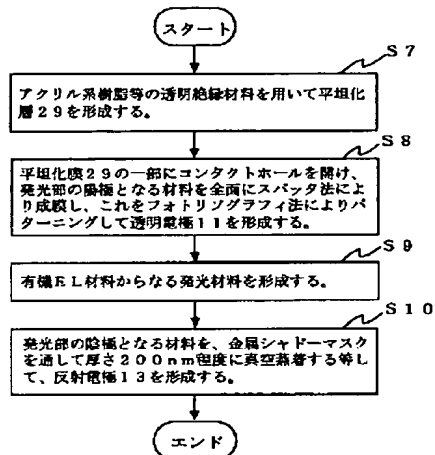 スタート
S7
アクリル系樹脂等の透明絶縁材料を用いて平坦化
層29を形成する。
S8
平坦化膜29の一部にコンタクトホールを開け、
発光部の陽極となる材料を全面にスパッタ法によ
り成膜し、これをフォトリソグラフィ法によりパ
ターニングして透明電極11を形成する。
S9
有機EL材料からなる発光材料を形成する。
S10
発光部の陰極となる材料を、金属シャドーマスク
を通して厚さ200nm程度に真空蒸着する等し
て、反射電極13を形成する。
エンド